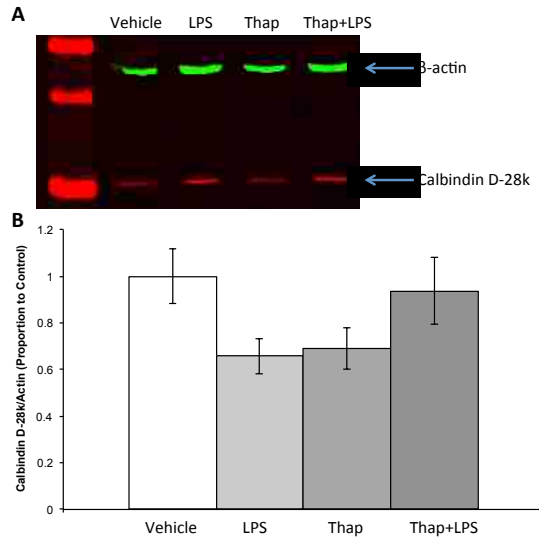 A
Vehicle LPS Thap Thap+LPS
β-actin
Calbindin D-28k
B
Calbindin D-28k/Actin (Proportion to Control)
1.2
1
0.8
0.6
0.4
0.2
0
Vehicle LPS Thap Thap+LPS